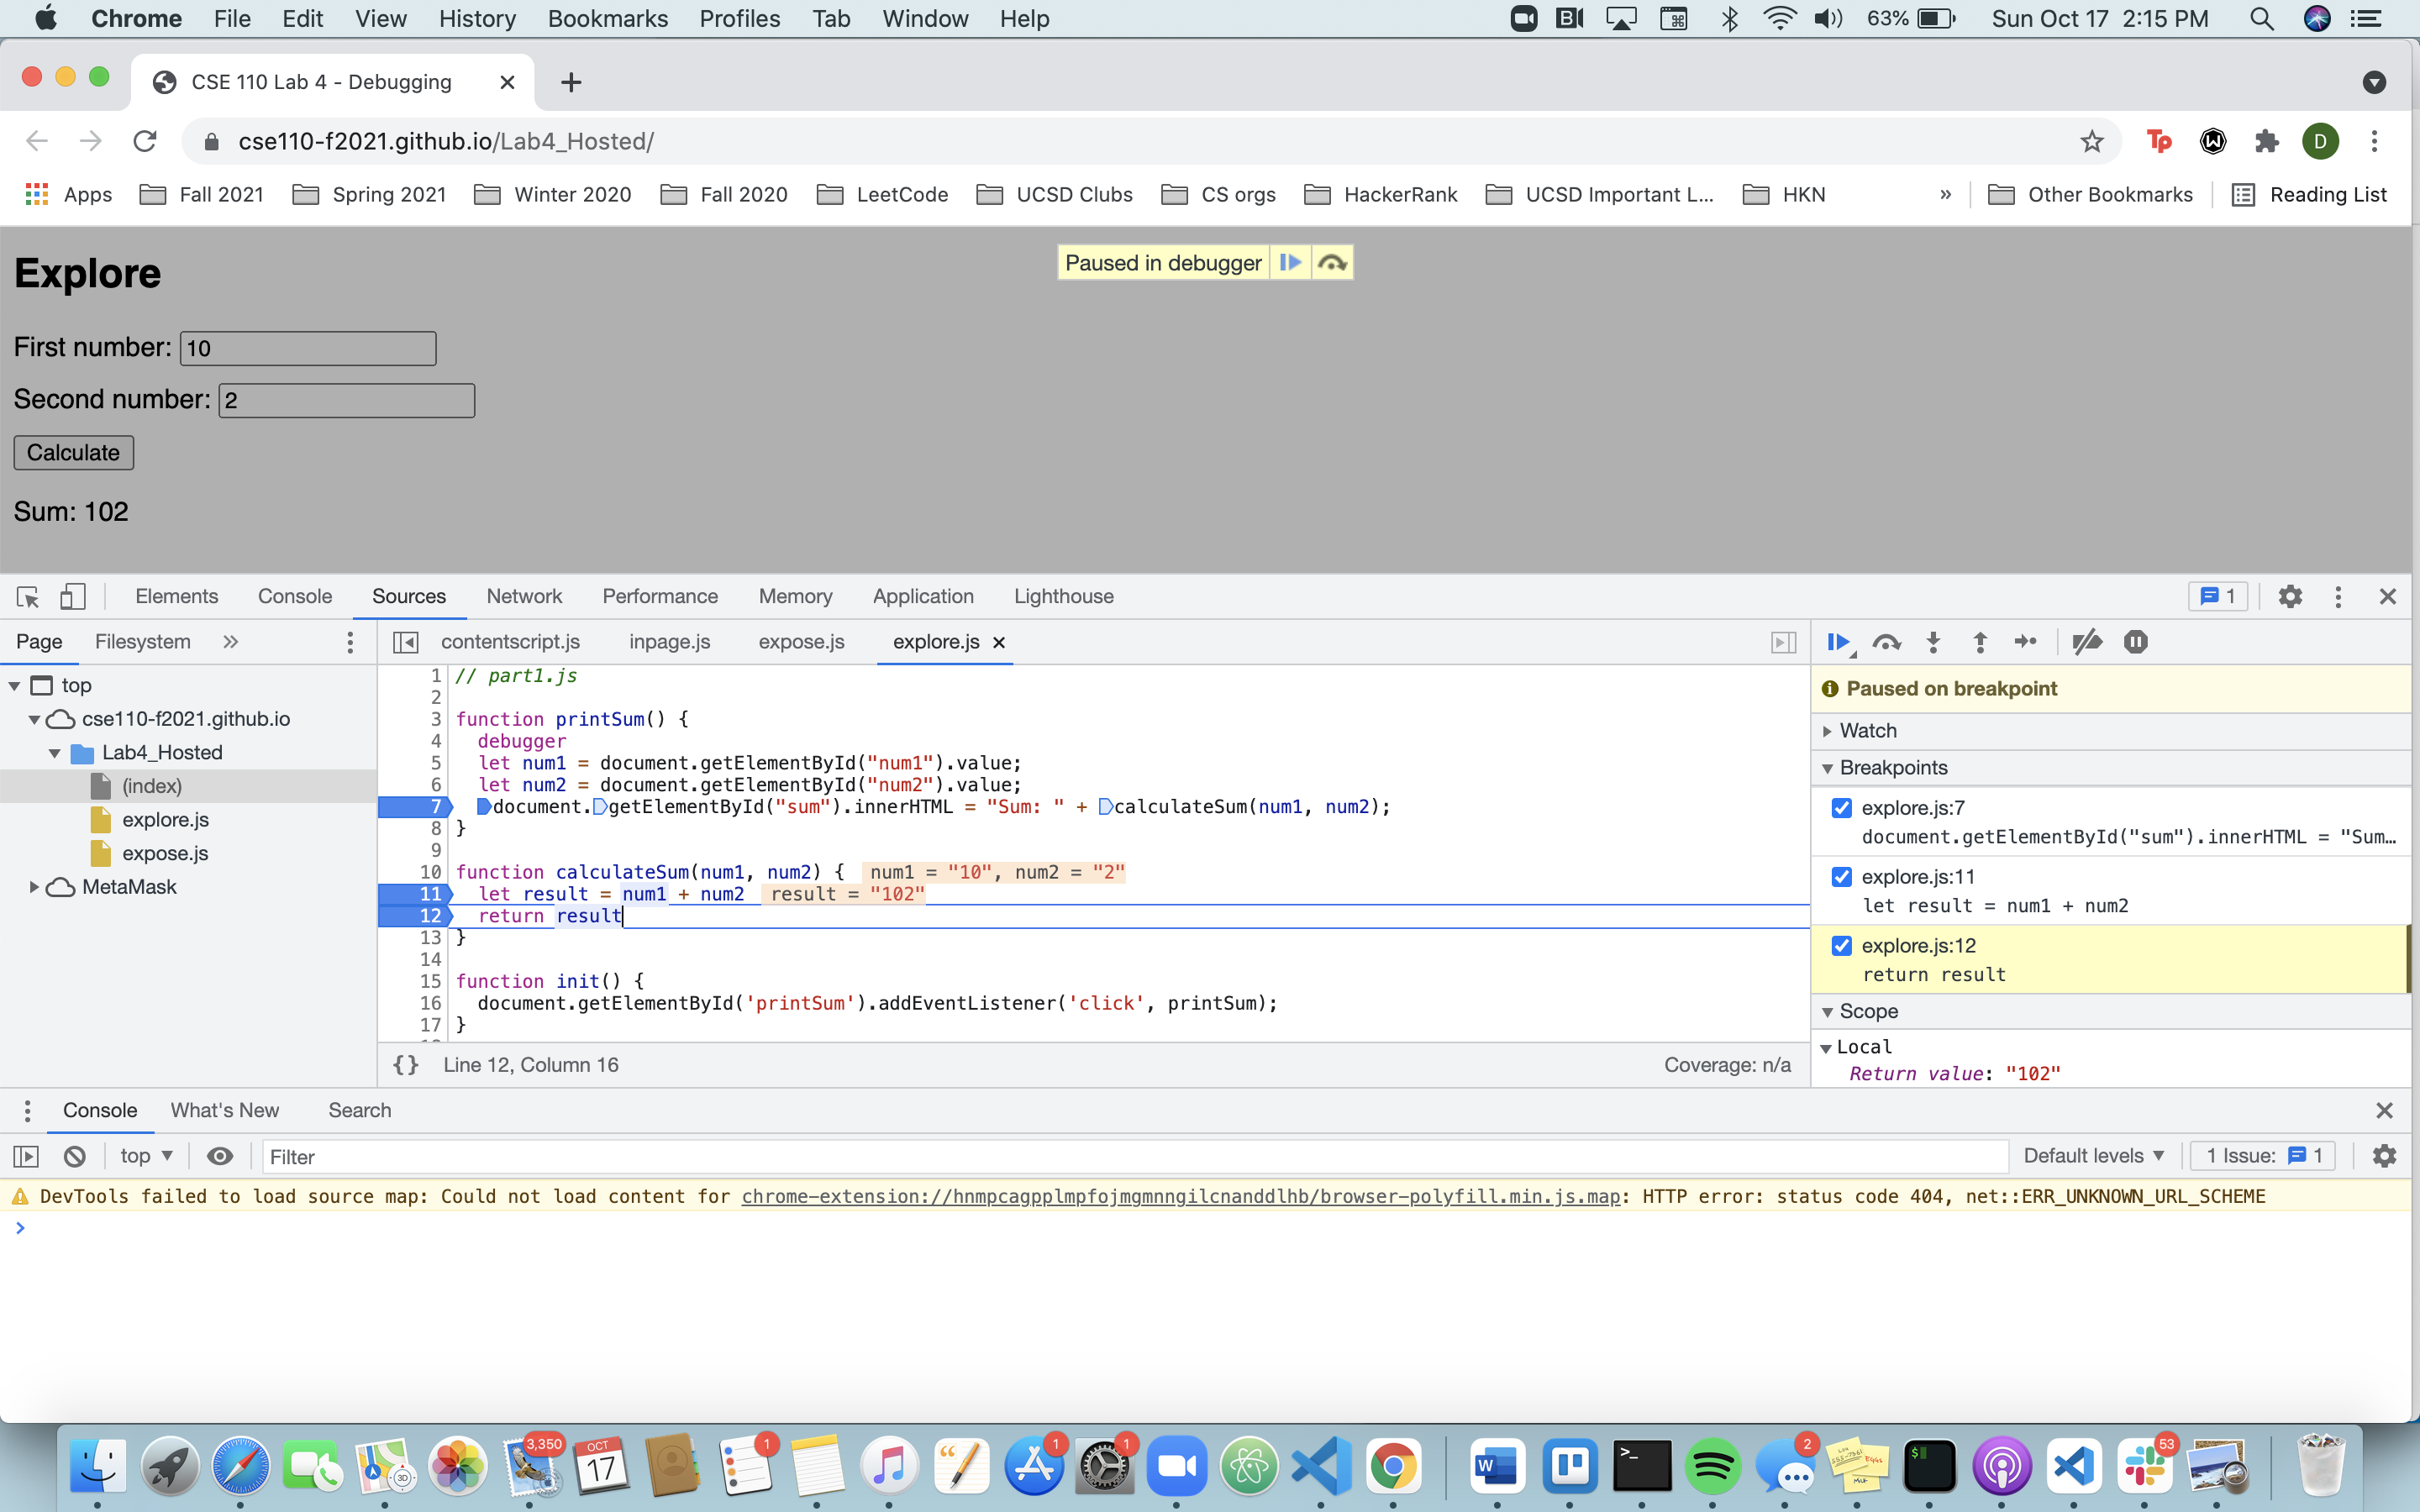 Chrome File Edit View History Bookmarks Profiles Tab Window Help 63% Sun Oct 17 2:15 PM
CSE 110 Lab 4 - Debugging
cse110-f2021.github.io/Lab4_Hosted/ Tp D
Apps Fall 2021 Spring 2021 Winter 2020 Fall 2020 LeetCode UCSD Clubs CS orgs HackerRank UCSD Important L... HKN » Other Bookmarks Reading List
Paused in debugger
Explore
First number: 10
Second number: 2
Calculate
Sum: 102
Elements Console Sources Network Performance Memory Application Lighthouse 1
Page Filesystem »
top
cse110-f2021.github.io
Lab4_Hosted
(index)
explore.js
expose.js
MetaMask
contentscript.js inpage.js expose.js explore.js
1 // part1.js
2
3 function printSum() {
4 debugger
5 let num1 = document.getElementById("num1").value;
6 let num2 = document.getElementById("num2").value;
7 document.getElementById("sum").innerHTML = "Sum: " + calculateSum(num1, num2);
8 }
9
10 function calculateSum(num1, num2) { num1 = "10", num2 = "2"
11 let result = num1 + num2 result = "102"
12 return result
13 }
14
15 function init() {
16 document.getElementById('printSum').addEventListener('click', printSum);
17 }
{} Line 12, Column 16 Coverage: n/a
Paused on breakpoint
Watch
Breakpoints
explore.js:7
document.getElementById("sum").innerHTML = "Sum…
explore.js:11
let result = num1 + num2
explore.js:12
return result
Scope
Local
Return value: "102"
Console What's New Search
top Filter Default levels 1 Issue: 1
DevTools failed to load source map: Could not load content for chrome-extension://hnmpcagpplmpfojmgmnngilcnanddlhb/browser-polyfill.min.js.map: HTTP error: status code 404, net::ERR_UNKNOWN_URL_SCHEME
>
3,350 OCT 17 1 1 1 2 53